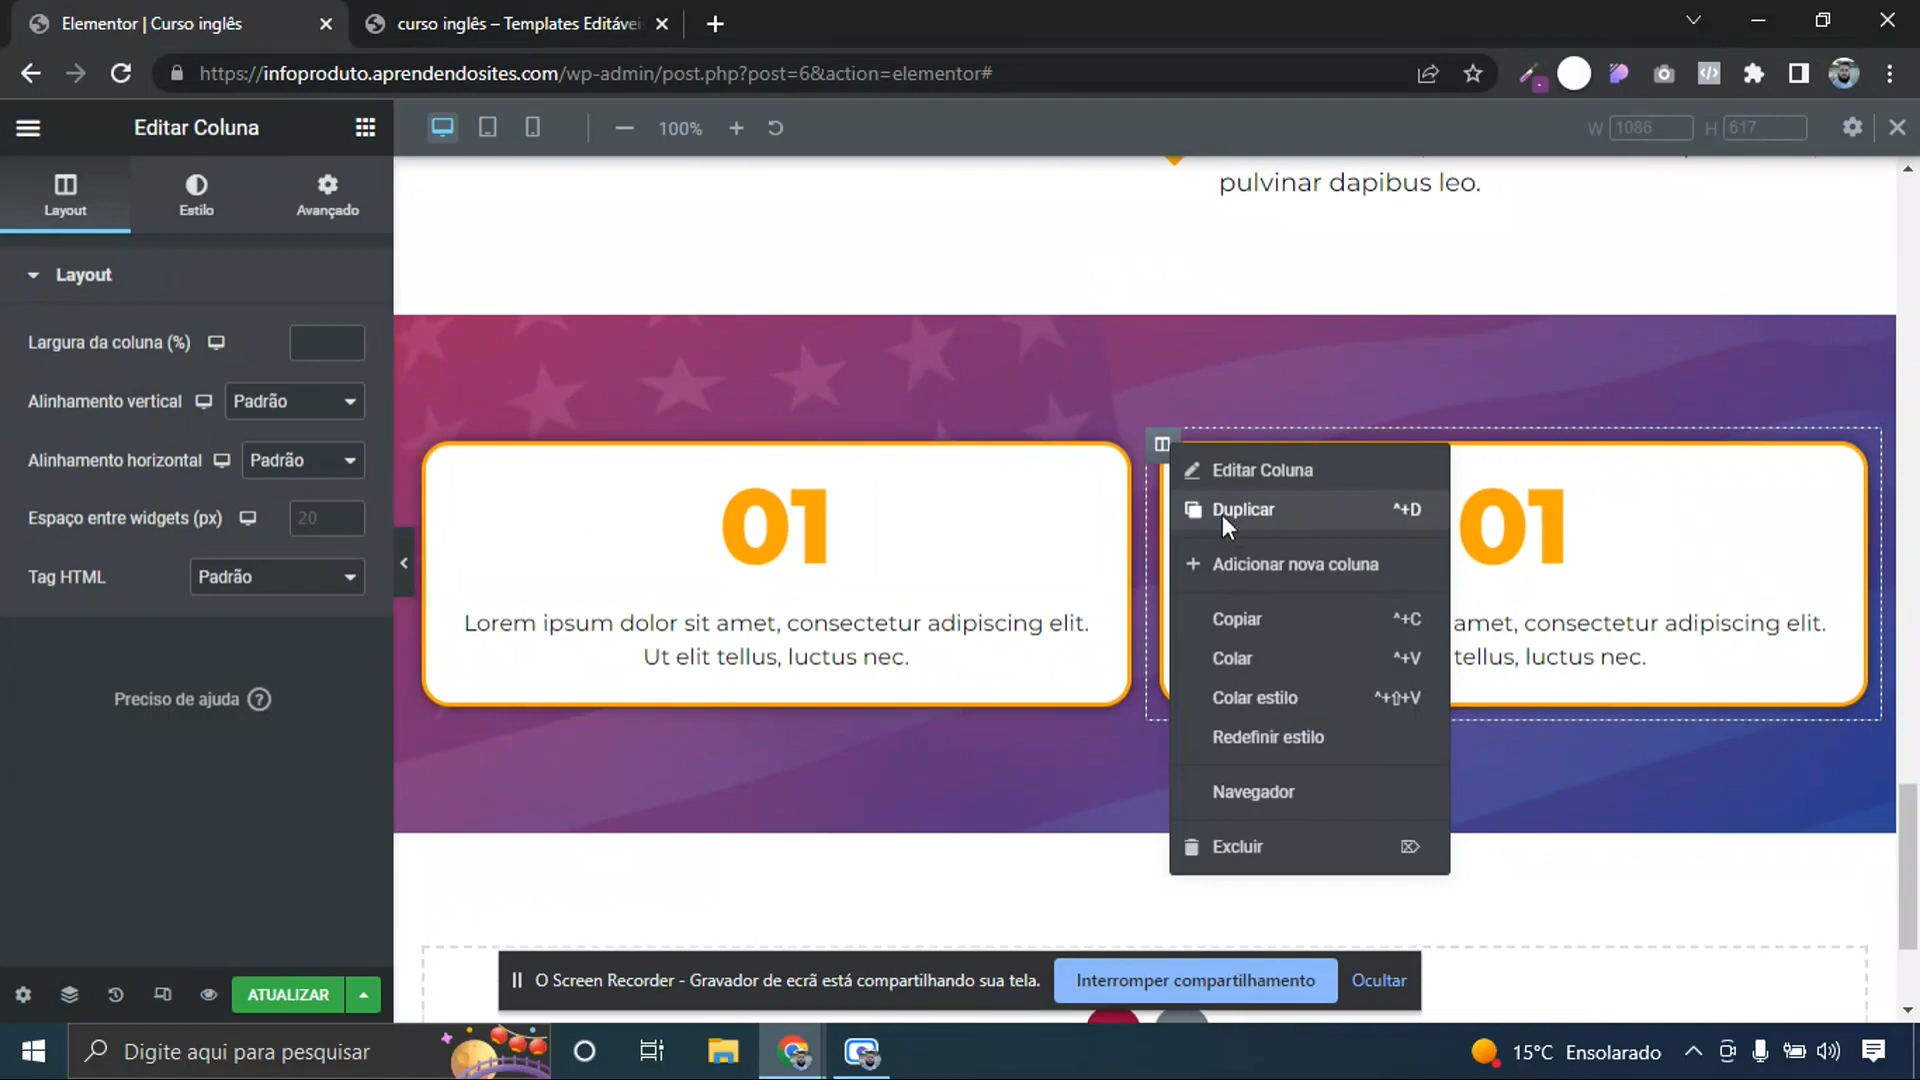 Elementor | Curso inglês
curso inglês – Templates Editáve
https://infoproduto.aprendendosites.com/wp-admin/post.php?post=6&action=elementor#
Editar Coluna
100%
W 1086 H 617
Layout
Estilo
Avançado
Layout
Largura da coluna (%)
Alinhamento vertical Padrão
Alinhamento horizontal Padrão
Espaço entre widgets (px) 20
Tag HTML Padrão
Preciso de ajuda ?
ATUALIZAR
pulvinar dapibus leo.
01
Lorem ipsum dolor sit amet, consectetur adipiscing elit.
Ut elit tellus, luctus nec.
01
amet, consectetur adipiscing elit.
tellus, luctus nec.
Editar Coluna
Duplicar ^+D
Adicionar nova coluna
Copiar ^+C
Colar ^+V
Colar estilo ^+⇧+V
Redefinir estilo
Navegador
Excluir ⌦
O Screen Recorder - Gravador de ecrã está compartilhando sua tela.
Interromper compartilhamento
Ocultar
Digite aqui para pesquisar
15°C Ensolarado